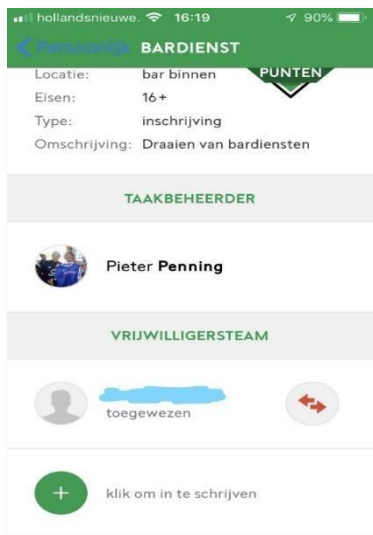 hollandsnieuwe. 16:19 90%
Persoonlijk BARDIENST
Locatie: bar binnen PUNTEN
Eisen: 16+
Type: inschrijving
Omschrijving: Draaien van bardiensten
TAAKBEHEERDER
Pieter Penning
VRIJWILLIGERSTEAM
toegewezen
klik om in te schrijven